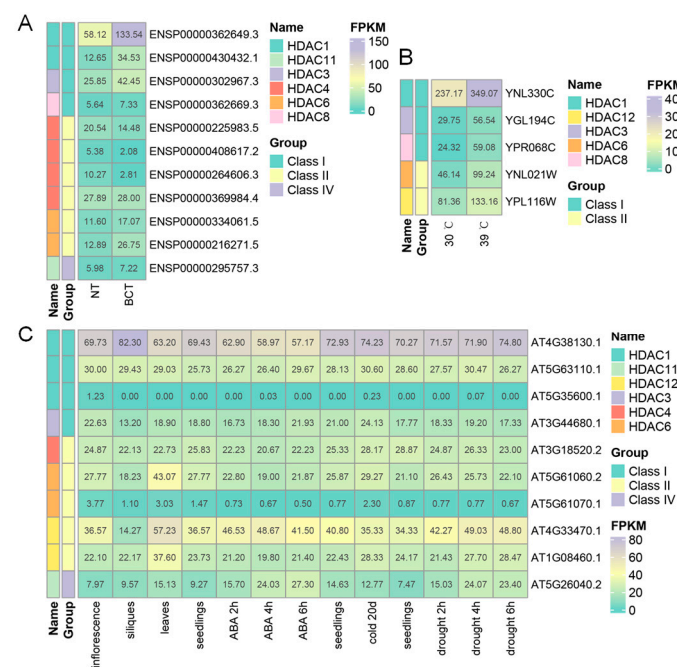 A
58.12 133.54 ENSP00000362649.3
12.65 34.53 ENSP00000430432.1
25.85 42.45 ENSP00000302967.3
5.64 7.33 ENSP00000362669.3
20.54 14.48 ENSP00000225983.5
5.38 2.08 ENSP00000408617.2
10.21 2.81 ENSP00000264606.3
27.89 28.00 ENSP00000369984.4
11.60 17.07 ENSP00000334061.5
12.89 26.75 ENSP00000216271.5
5.98 7.22 ENSP00000295757.3
Name Group NT BCT
Name
HDAC1
HDAC11
HDAC3
HDAC4
HDAC6
HDAC8
Group
Class I
Class II
Class IV
FPKM
150
100
50
0
B
237.17 349.07 YNL330C
29.75 56.54 YGL194C
24.32 59.08 YPR068C
46.14 99.24 YNL021W
81.36 133.16 YPL116W
Name Group 30℃ 39℃
Name
HDAC1
HDAC12
HDAC3
HDAC6
HDAC8
Group
Class I
Class II
0
C
69.73 82.30 63.20 69.43 62.90 58.97 57.17 72.93 74.23 70.27 71.57 71.90 74.80 AT4G38130.1
30.00 29.43 29.03 25.73 26.27 26.40 29.67 28.13 30.60 28.60 27.57 30.47 26.27 AT5G63110.1
1.23 0.00 0.00 0.00 0.00 0.03 0.00 0.00 0.23 0.00 0.00 0.07 0.00 AT5G35600.1
22.63 13.20 18.90 18.80 16.73 18.30 21.93 21.00 24.13 17.77 18.33 19.20 17.33 AT3G44680.1
24.87 22.13 22.73 25.83 22.23 20.67 22.23 25.33 28.17 28.87 24.87 26.33 23.00 AT3G18520.2
27.77 18.23 43.07 27.77 22.80 19.00 21.87 25.87 29.27 21.10 26.43 25.73 22.10 AT5G61060.2
3.77 1.10 3.03 1.47 0.73 0.67 0.50 0.77 2.30 0.87 0.77 0.77 0.67 AT5G61070.1
36.57 14.27 57.23 36.57 46.53 48.67 41.50 40.80 35.33 34.33 42.27 49.03 48.80 AT4G33470.1
22.10 22.17 37.60 23.73 21.20 19.80 21.40 22.43 28.33 24.17 21.43 27.70 28.47 AT1G08460.1
7.97 9.57 15.13 9.27 15.70 24.03 27.30 14.63 12.77 7.47 15.03 24.07 23.40 AT5G26040.2
Name Group inflorescence siliques leaves seedlings ABA 2h ABA 4h ABA 6h seedlings cold 20d seedlings drought 2h drought 4h drought 6h
Name
HDAC1
HDAC11
HDAC12
HDAC3
HDAC4
HDAC6
Group
Class I
Class II
Class IV
FPKM
80
60
40
20
0